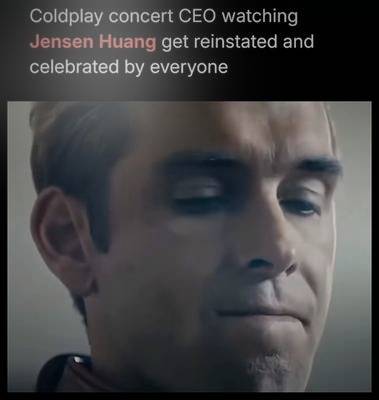 Coldplay concert CEO watching
Jensen Huang get reinstated and
celebrated by everyone